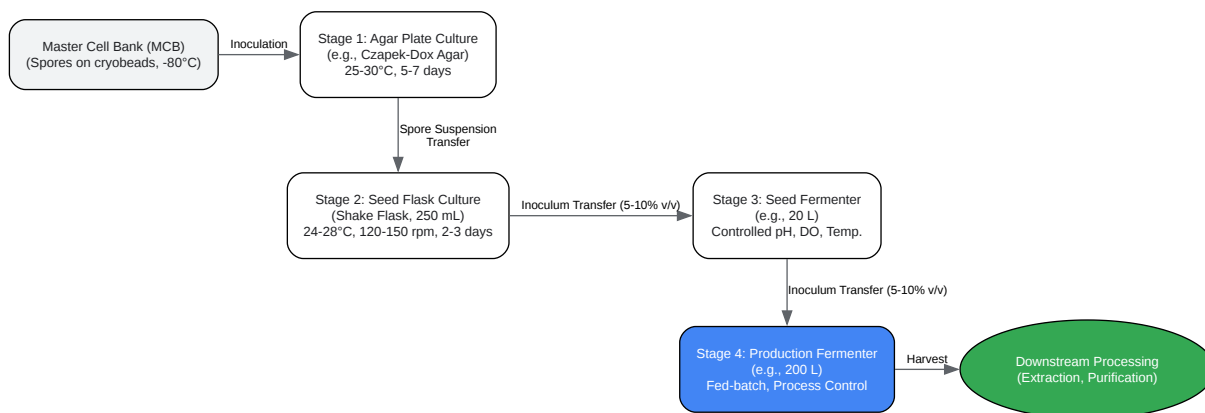 Master Cell Bank (MCB)
(Spores on cryobeads, -80°C)
Inoculation
Stage 1: Agar Plate Culture
(e.g., Czapek-Dox Agar)
25-30°C, 5-7 days
Spore Suspension
Transfer
Stage 2: Seed Flask Culture
(Shake Flask, 250 mL)
24-28°C, 120-150 rpm, 2-3 days
Inoculum Transfer (5-10% v/v)
Stage 3: Seed Fermenter
(e.g., 20 L)
Controlled pH, DO, Temp.
Inoculum Transfer (5-10% v/v)
Stage 4: Production Fermenter
(e.g., 200 L)
Fed-batch, Process Control
Harvest
Downstream Processing
(Extraction, Purification)